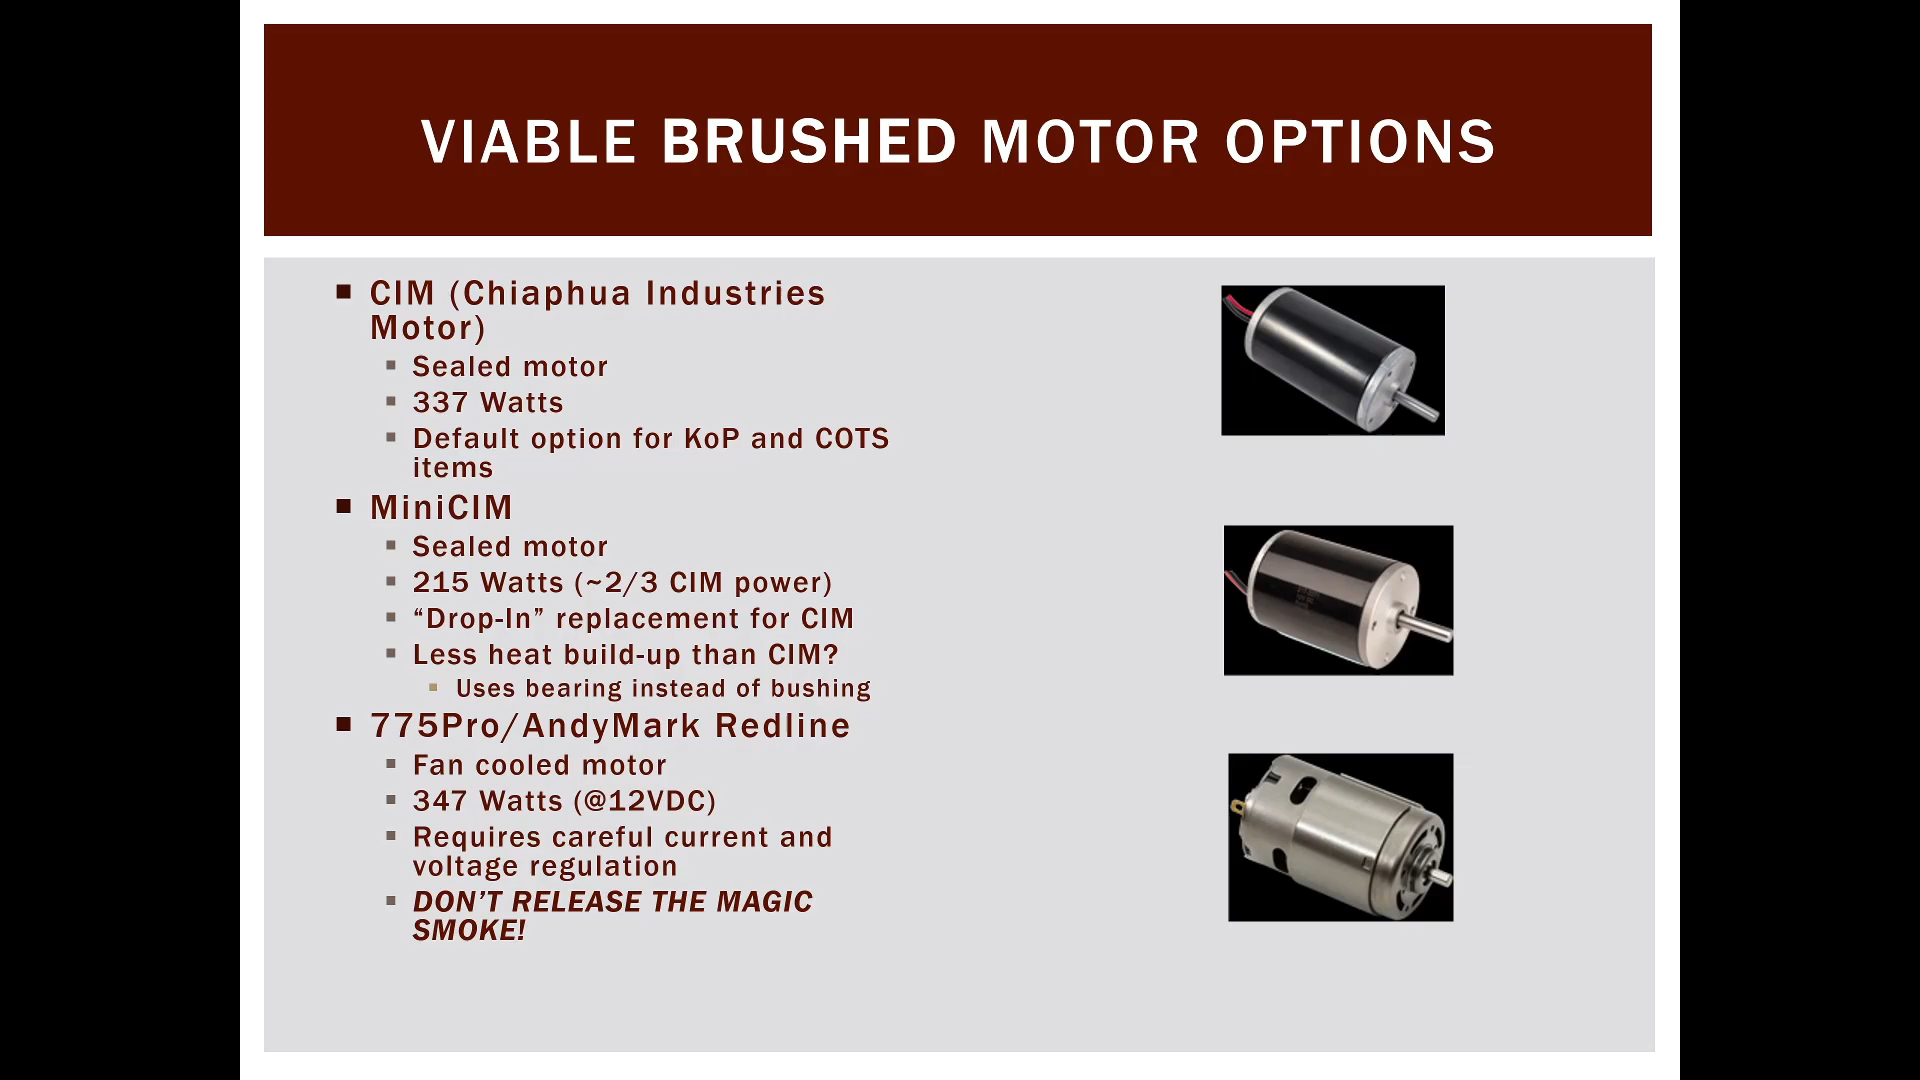 VIABLE BRUSHED MOTOR OPTIONS
CIM (Chiaphua Industries
Motor)
Sealed motor
337 Watts
Default option for KoP and COTS
items
MiniCIM
Sealed motor
215 Watts (~2/3 CIM power)
“Drop-In” replacement for CIM
Less heat build-up than CIM?
Uses bearing instead of bushing
775Pro/AndyMark Redline
Fan cooled motor
347 Watts (@12VDC)
Requires careful current and
voltage regulation
DON’T RELEASE THE MAGIC
SMOKE!